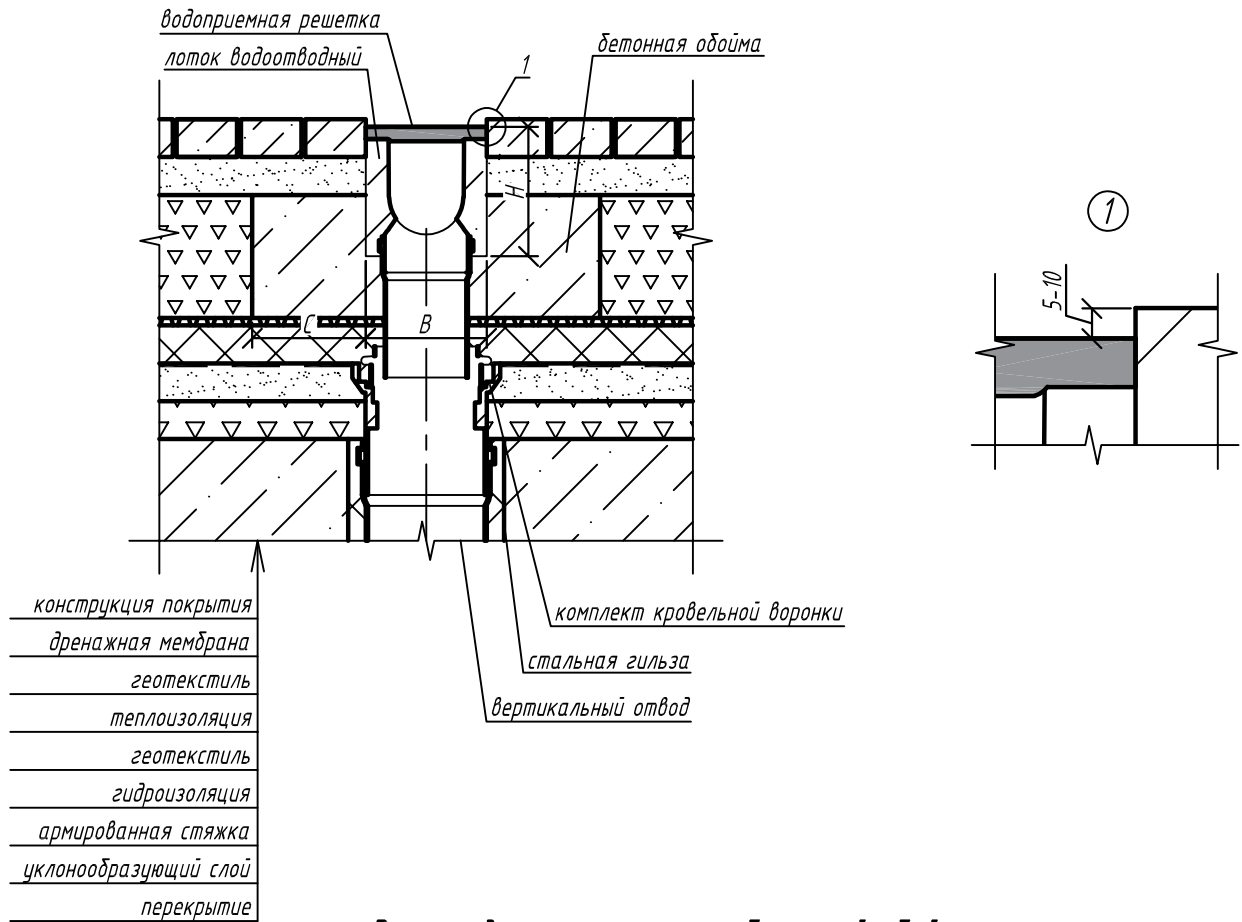 водоприемная решетка
лоток водоотводный
бетонная обойма
1
H
1
5-10
C
B
конструкция покрытия
дренажная мембрана
геотекстиль
теплоизоляция
геотекстиль
гидроизоляция
армированная стяжка
уклонообразующий слой
перекрытие
комплект кровельной воронки
стальная гильза
вертикальный отвод